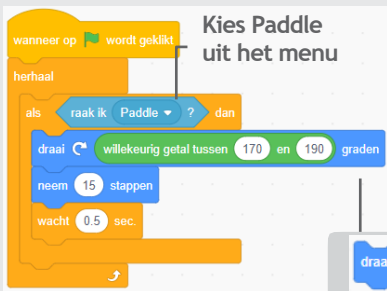 Kies Paddle
uit het menu
wanneer op wordt geklikt
herhaal
als raak ik Paddle ? dan
draai willekeurig getal tussen 170 en 190 graden
neem 15 stappen
wacht 0.5 sec.
draai